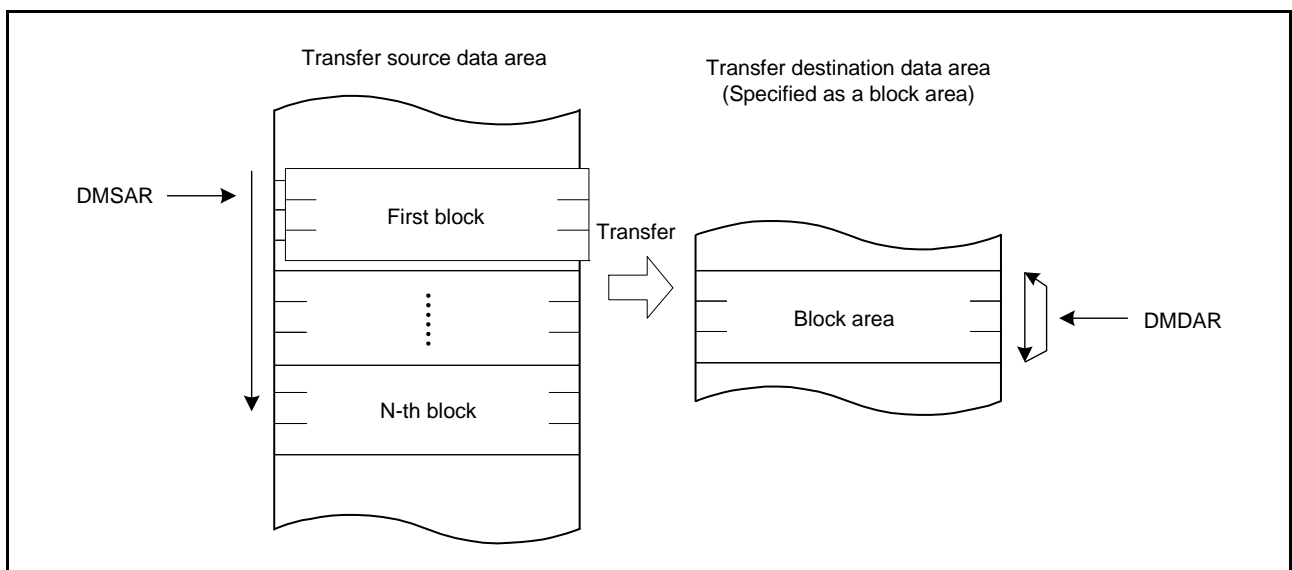 Transfer source data area
Transfer destination data area
(Specified as a block area)
DMSAR
First block
Transfer
Block area
DMDAR
N-th block